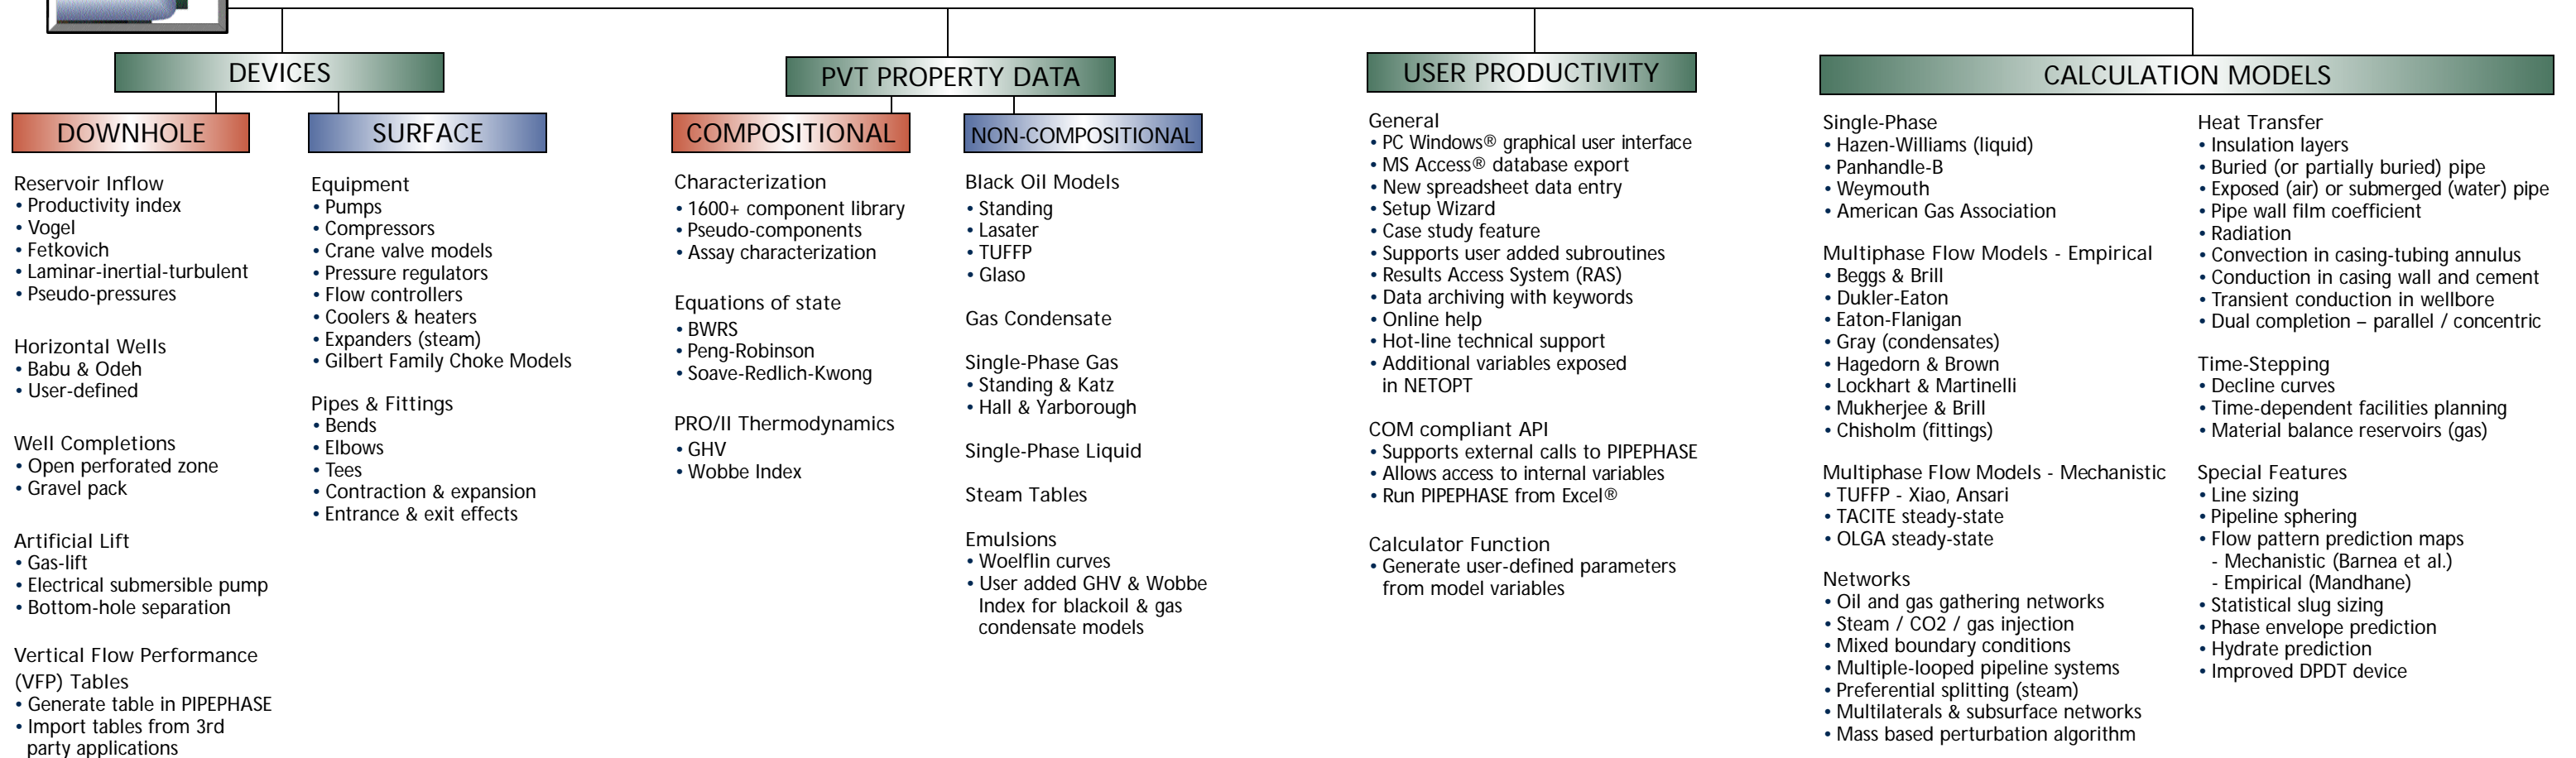 DEVICES
DOWNHOLE
Reservoir Inflow
• Productivity index
• Vogel
• Fetkovich
• Laminar-inertial-turbulent
• Pseudo-pressures
Horizontal Wells
• Babu & Odeh
• User-defined
Well Completions
• Open perforated zone
• Gravel pack
Artificial Lift
• Gas-lift
• Electrical submersible pump
• Bottom-hole separation
Vertical Flow Performance
(VFP) Tables
• Generate table in PIPEPHASE
• Import tables from 3rd
party applications
SURFACE
Equipment
• Pumps
• Compressors
• Crane valve models
• Pressure regulators
• Flow controllers
• Coolers & heaters
• Expanders (steam)
• Gilbert Family Choke Models
Pipes & Fittings
• Bends
• Elbows
• Tees
• Contraction & expansion
• Entrance & exit effects
PVT PROPERTY DATA
COMPOSITIONAL
Characterization
• 1600+ component library
• Pseudo-components
• Assay characterization
Equations of state
• BWRS
• Peng-Robinson
• Soave-Redlich-Kwong
PRO/II Thermodynamics
• GHV
• Wobbe Index
NON-COMPOSITIONAL
Black Oil Models
• Standing
• Lasater
• TUFFP
• Glaso
Gas Condensate
Single-Phase Gas
• Standing & Katz
• Hall & Yarborough
Single-Phase Liquid
Steam Tables
Emulsions
• Woelflin curves
• User added GHV & Wobbe
Index for blackoil & gas
condensate models
USER PRODUCTIVITY
General
• PC Windows® graphical user interface
• MS Access® database export
• New spreadsheet data entry
• Setup Wizard
• Case study feature
• Supports user added subroutines
• Results Access System (RAS)
• Data archiving with keywords
• Online help
• Hot-line technical support
• Additional variables exposed
in NETOPT
COM compliant API
• Supports external calls to PIPEPHASE
• Allows access to internal variables
• Run PIPEPHASE from Excel®
Calculator Function
• Generate user-defined parameters
from model variables
CALCULATION MODELS
Single-Phase
• Hazen-Williams (liquid)
• Panhandle-B
• Weymouth
• American Gas Association
Multiphase Flow Models - Empirical
• Beggs & Brill
• Dukler-Eaton
• Eaton-Flanigan
• Gray (condensates)
• Hagedorn & Brown
• Lockhart & Martinelli
• Mukherjee & Brill
• Chisholm (fittings)
Multiphase Flow Models - Mechanistic
• TUFFP - Xiao, Ansari
• TACITE steady-state
• OLGA steady-state
Networks
• Oil and gas gathering networks
• Steam / CO2 / gas injection
• Mixed boundary conditions
• Multiple-looped pipeline systems
• Preferential splitting (steam)
• Multilaterals & subsurface networks
• Mass based perturbation algorithm
Heat Transfer
• Insulation layers
• Buried (or partially buried) pipe
• Exposed (air) or submerged (water) pipe
• Pipe wall film coefficient
• Radiation
• Convection in casing-tubing annulus
• Conduction in casing wall and cement
• Transient conduction in wellbore
• Dual completion – parallel / concentric
Time-Stepping
• Decline curves
• Time-dependent facilities planning
• Material balance reservoirs (gas)
Special Features
• Line sizing
• Pipeline sphering
• Flow pattern prediction maps
- Mechanistic (Barnea et al.)
- Empirical (Mandhane)
• Statistical slug sizing
• Phase envelope prediction
• Hydrate prediction
• Improved DPDT device